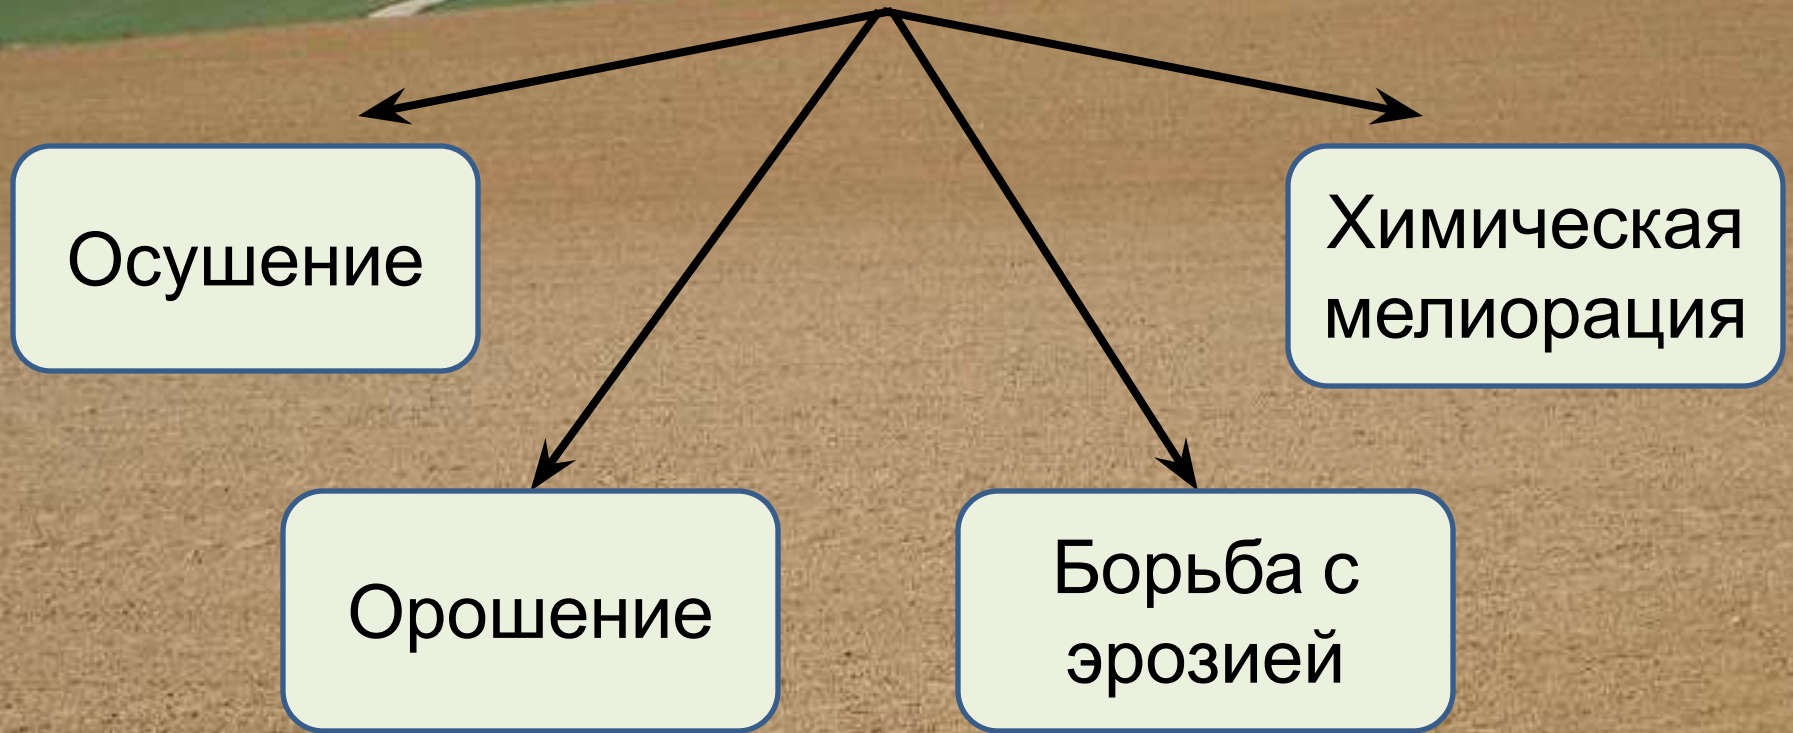 Осушение
Химическая
мелиорация
Орошение
Борьба с
эрозией